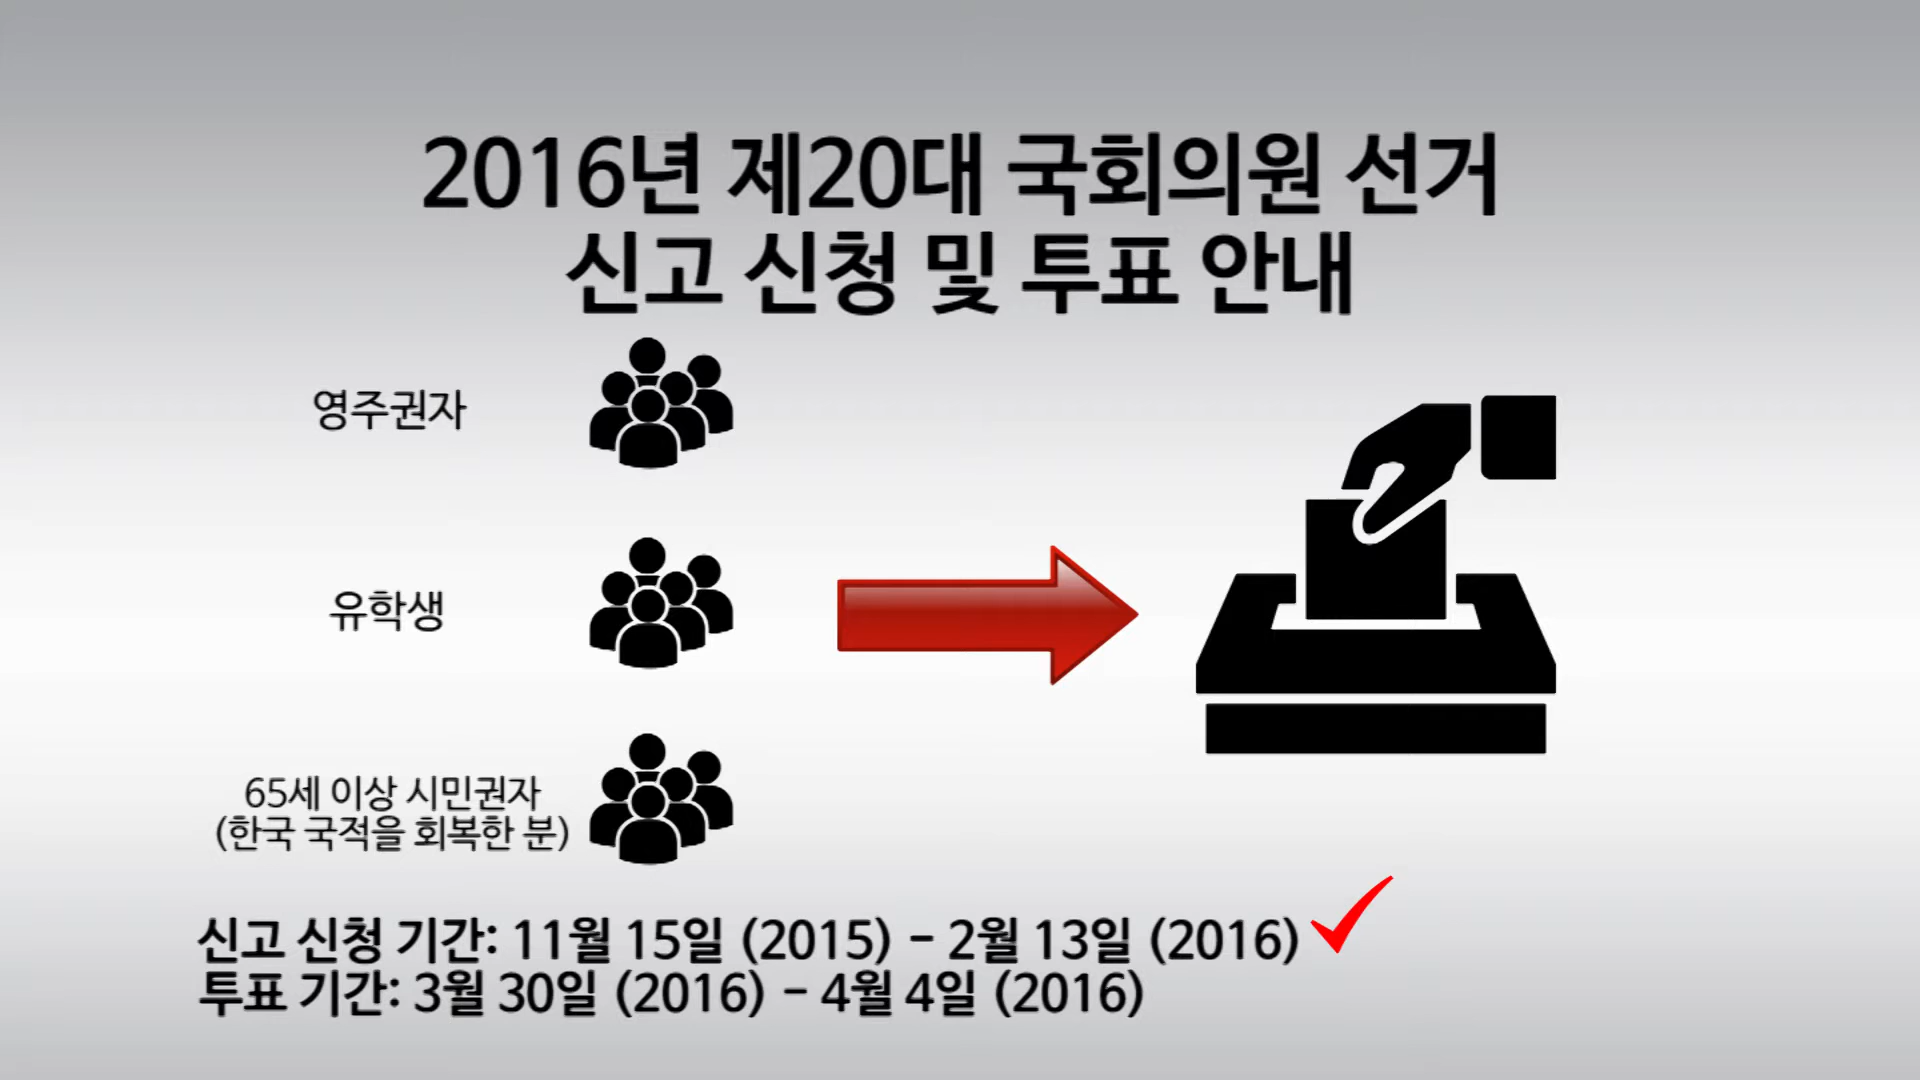 2016년 제20대 국회의원 선거
신고 신청 및 투표 안내
영주권자
유학생
65세 이상 시민권자
(한국 국적을 회복한 분)
신고 신청 기간: 11월 15일 (2015) - 2월 13일 (2016)
투표 기간: 3월 30일 (2016) - 4월 4일 (2016)